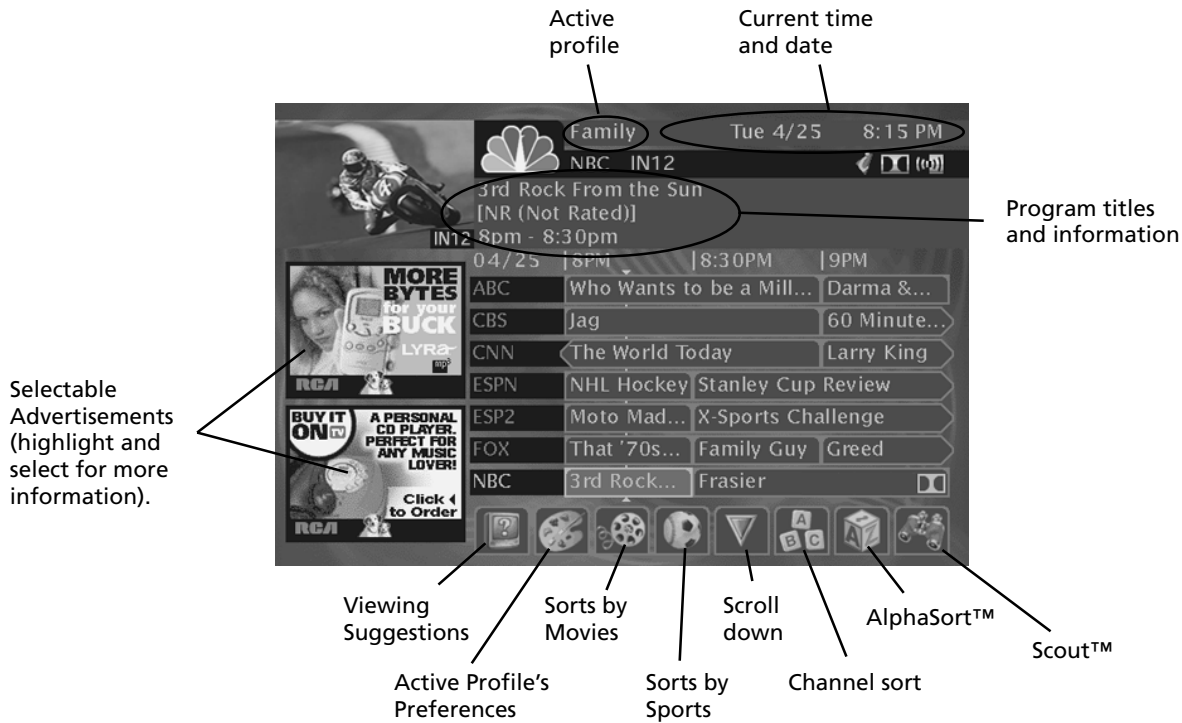 Active
profile
Current time
and date
Family
Tue 4/25 8:15 PM
NBC IN12
3rd Rock From the Sun
[NR (Not Rated)]
8pm - 8:30pm
IN12
Program titles
and information
04/25 8PM 8:30PM 9PM
ABC Who Wants to be a Mill... Darma &...
CBS Jag 60 Minute...
CNN The World Today Larry King
ESPN NHL Hockey Stanley Cup Review
ESP2 Moto Mad... X-Sports Challenge
FOX That '70s... Family Guy Greed
NBC 3rd Rock... Frasier
MORE
BYTES
for your
BUCK
LYRA
mp3
RCA
BUY IT
ON TV
A PERSONAL
CD PLAYER.
PERFECT FOR
ANY MUSIC
LOVER!
Click
to Order
RCA
Selectable
Advertisements
(highlight and
select for more
information).
?
A
B C
A Z
Viewing
Suggestions
Active Profile's
Preferences
Sorts by
Movies
Sorts by
Sports
Scroll
down
Channel sort
AlphaSort™
Scout™